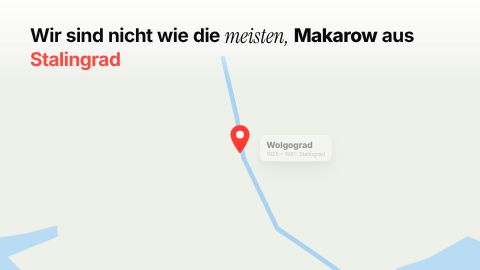 Wir sind nicht wie die meisten, Makarow aus
Stalingrad
Wolgograd
1925 - 1961: Stalingrad